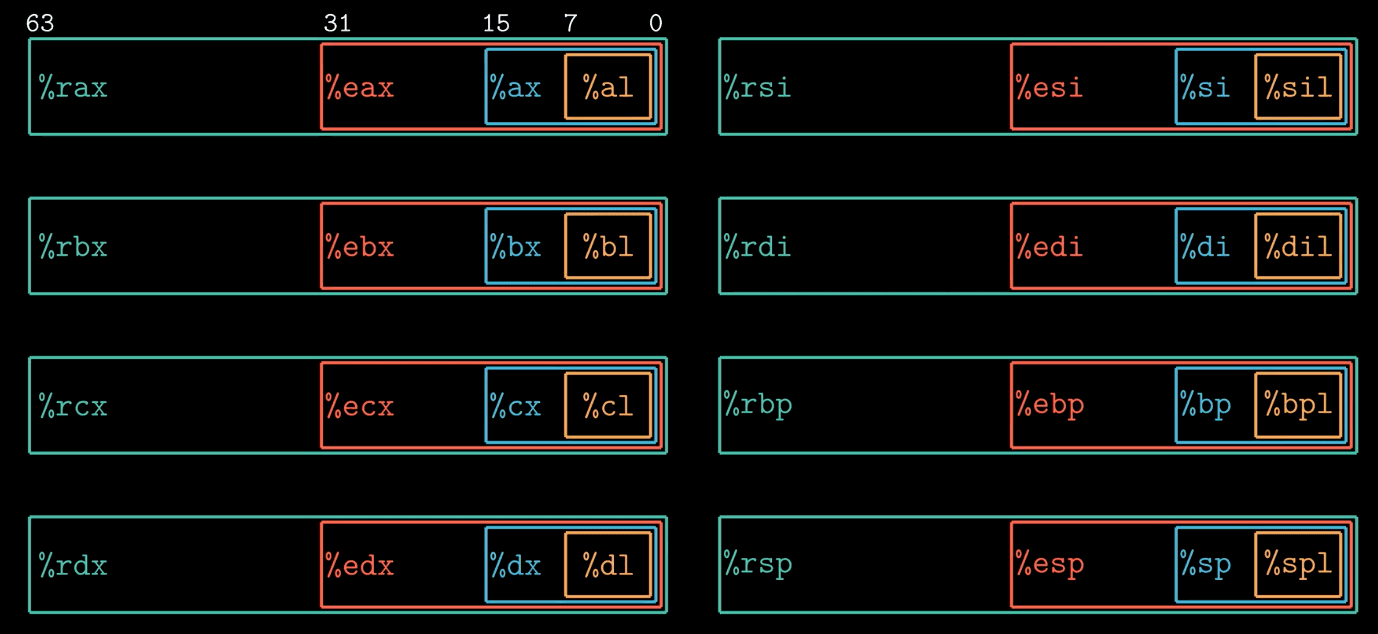 63 31 15 7 0
%rax %eax %ax %al %rsi %esi %si %sil
%rbx %ebx %bx %bl %rdi %edi %di %dil
%rcx %ecx %cx %cl %rbp %ebp %bp %bpl
%rdx %edx %dx %dl %rsp %esp %sp %spl